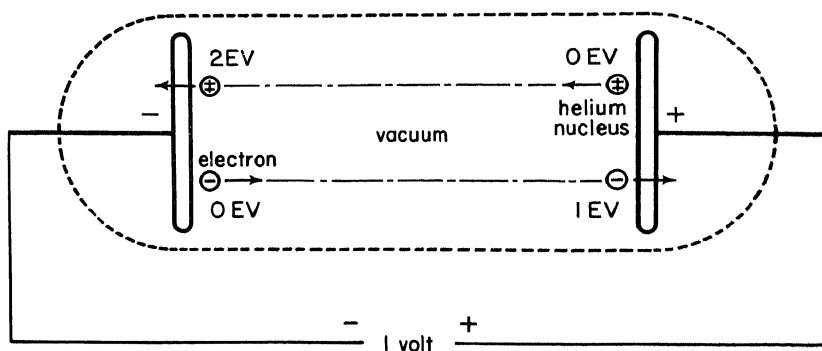 2EV
0 EV
helium
nucleus
− +
vacuum
electron
0 EV
1 EV
− 1 volt +